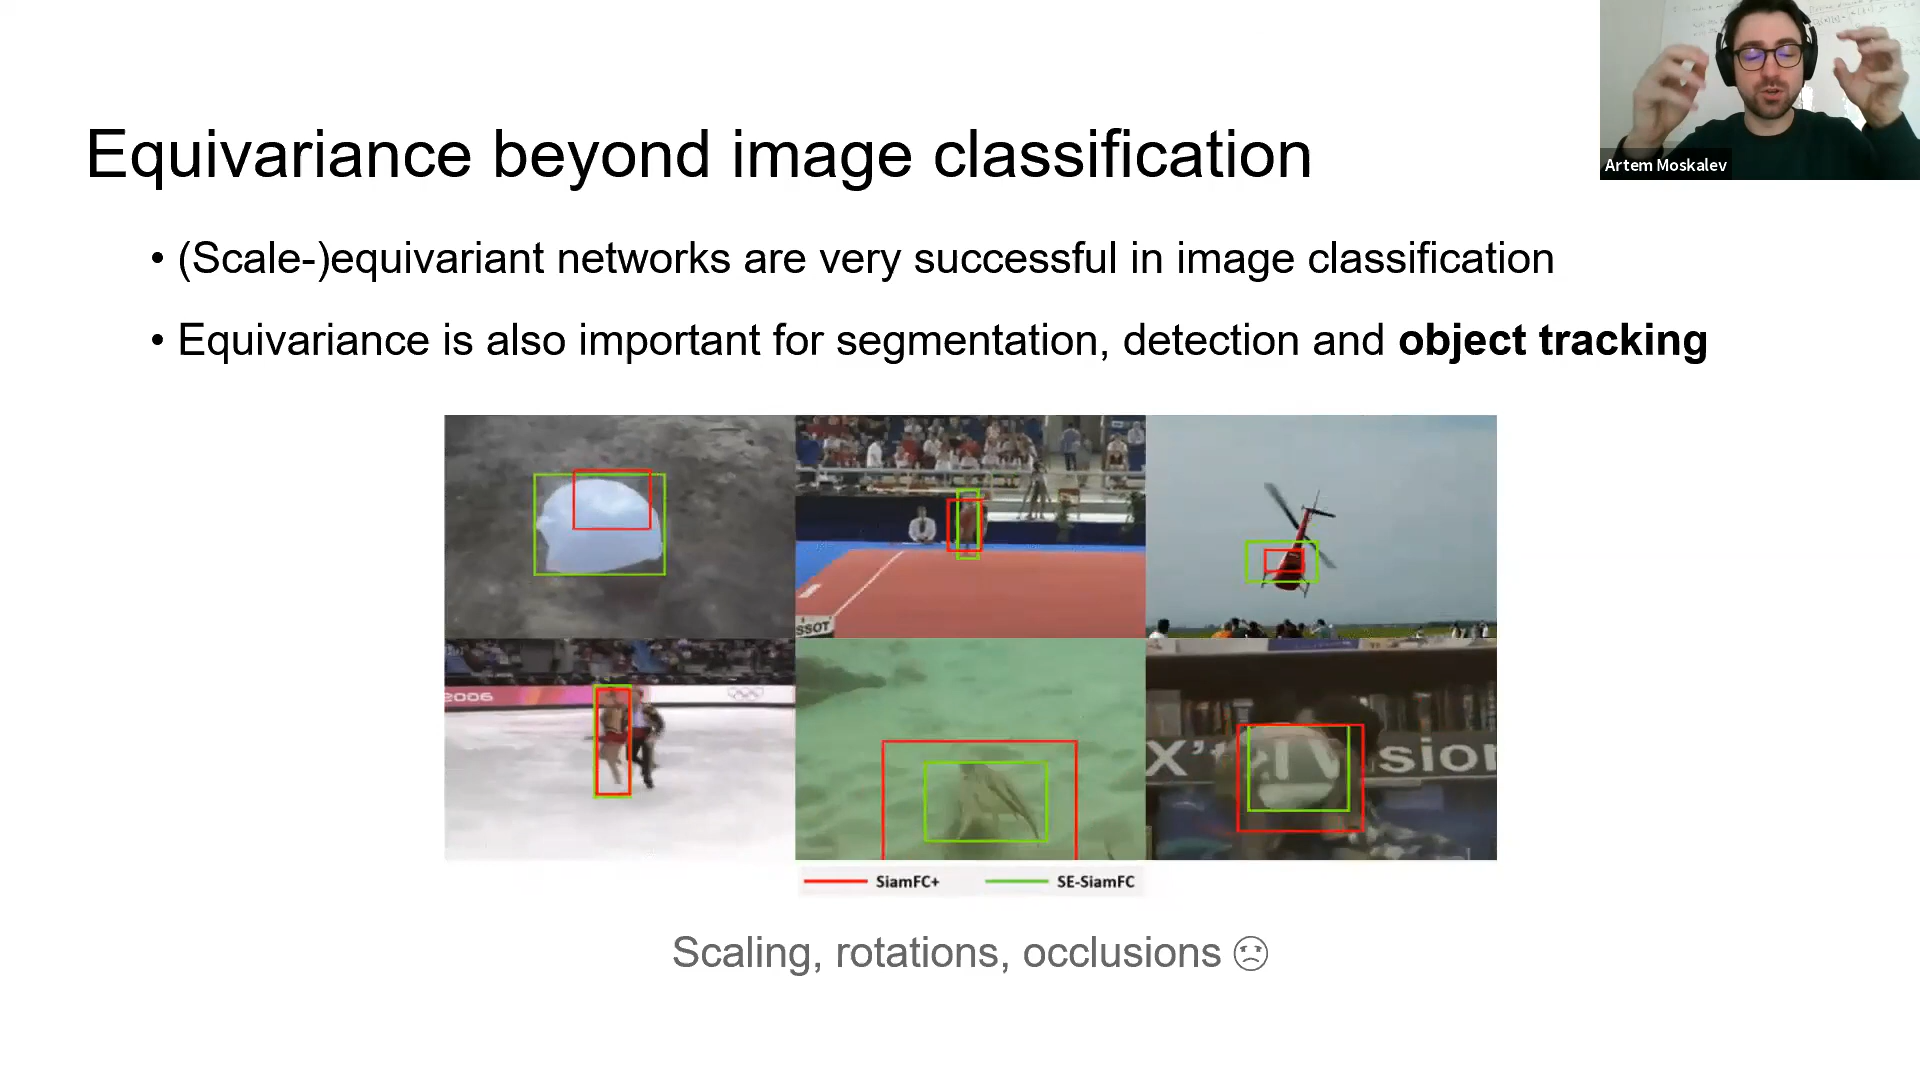 Artem Moskalev
Equivariance beyond image classification
• (Scale-)equivariant networks are very successful in image classification
• Equivariance is also important for segmentation, detection and object tracking
SSOT
2006
X'
sion
SiamFC+
SE-SiamFC
Scaling, rotations, occlusions